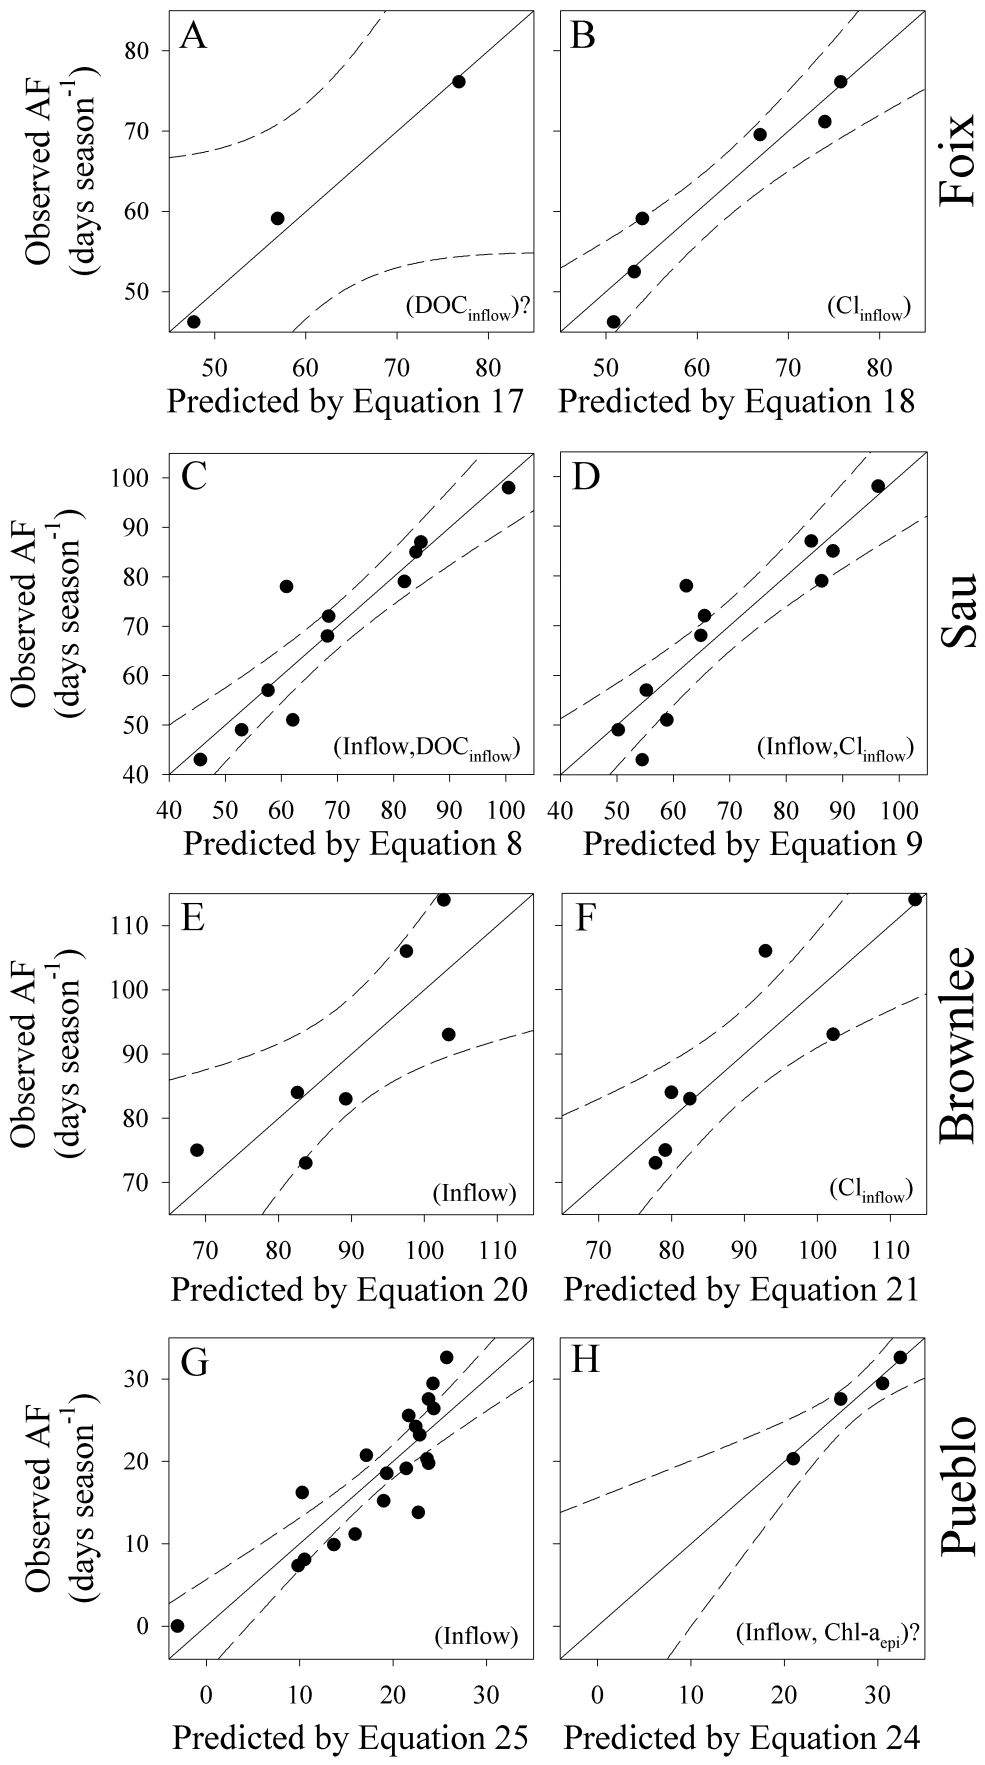 A
B
Observed AF
(days season⁻¹)
80
70
60
50
(DOCinflow)?
(Clinflow)
Foix
50 60 70 80
50 60 70 80
Predicted by Equation 17
Predicted by Equation 18
C
D
Observed AF
(days season⁻¹)
100
90
80
70
60
50
40
(Inflow,DOCinflow)
(Inflow,Clinflow)
Sau
40 50 60 70 80 90 100
40 50 60 70 80 90 100
Predicted by Equation 8
Predicted by Equation 9
E
F
Observed AF
(days season⁻¹)
110
100
90
80
70
(Inflow)
(Clinflow)
Brownlee
70 80 90 100 110
70 80 90 100 110
Predicted by Equation 20
Predicted by Equation 21
G
H
Observed AF
(days season⁻¹)
30
20
10
0
(Inflow)
(Inflow, Chl-aepi)?
Pueblo
0 10 20 30
0 10 20 30
Predicted by Equation 25
Predicted by Equation 24